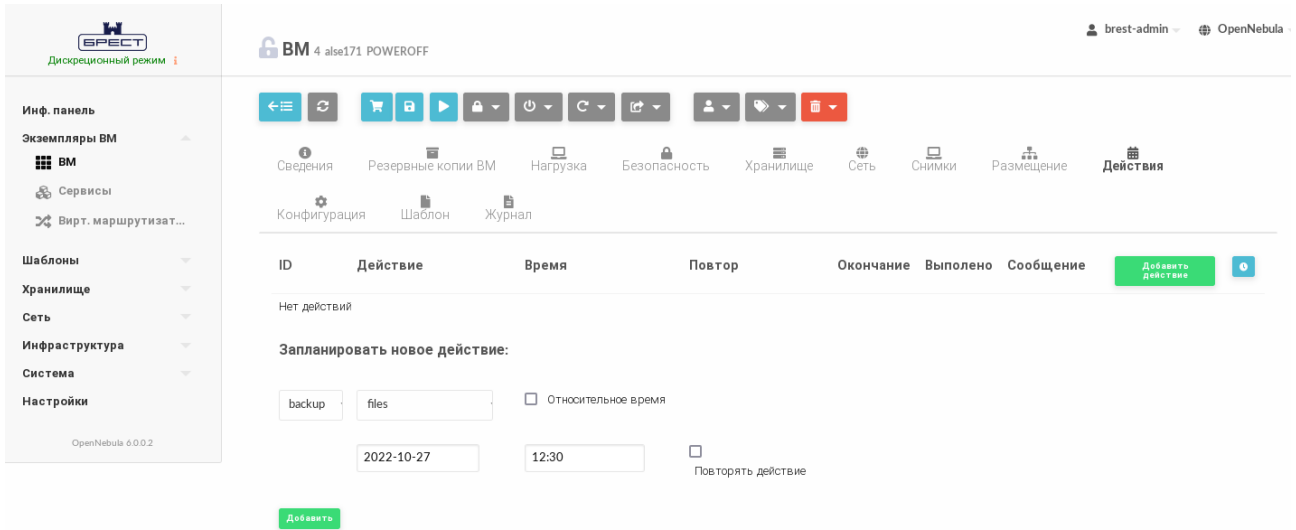 БРЕСТ
Дискреционный режим
ВМ 4 alse171 POWEROFF
brest-admin
OpenNebula
Инф. панель
Экземпляры ВМ
ВМ
Сервисы
Вирт. маршрутизат...
Шаблоны
Хранилище
Сеть
Инфраструктура
Система
Настройки
OpenNebula 6.0.0.2
Сведения Резервные копии ВМ Нагрузка Безопасность Хранилище Сеть Снимки Размещение Действия
Конфигурация Шаблон Журнал
ID Действие Время Повтор Окончание Выполено Сообщение
Добавить
действие
Нет действий
Запланировать новое действие:
backup files Относительное время
2022-10-27 12:30
Повторять действие
Добавить